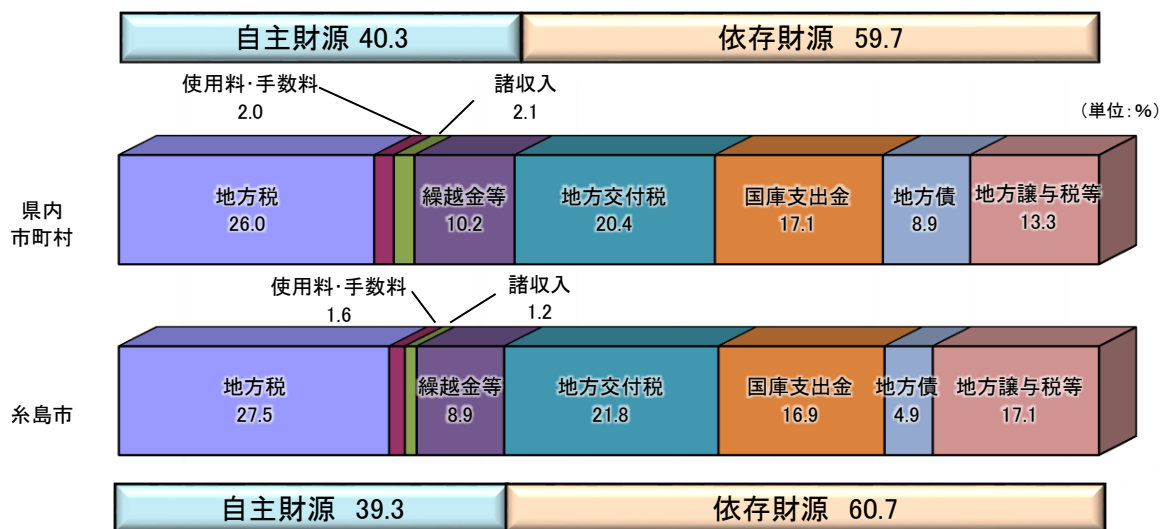 自主財源 40.3
依存財源 59.7
使用料・手数料
2.0
諸収入
2.1
(単位:%)
県内
市町村
地方税
26.0
繰越金等
10.2
地方交付税
20.4
国庫支出金
17.1
地方債
8.9
地方譲与税等
13.3
使用料・手数料
1.6
諸収入
1.2
糸島市
地方税
27.5
繰越金等
8.9
地方交付税
21.8
国庫支出金
16.9
地方債
4.9
地方譲与税等
17.1
自主財源 39.3
依存財源 60.7